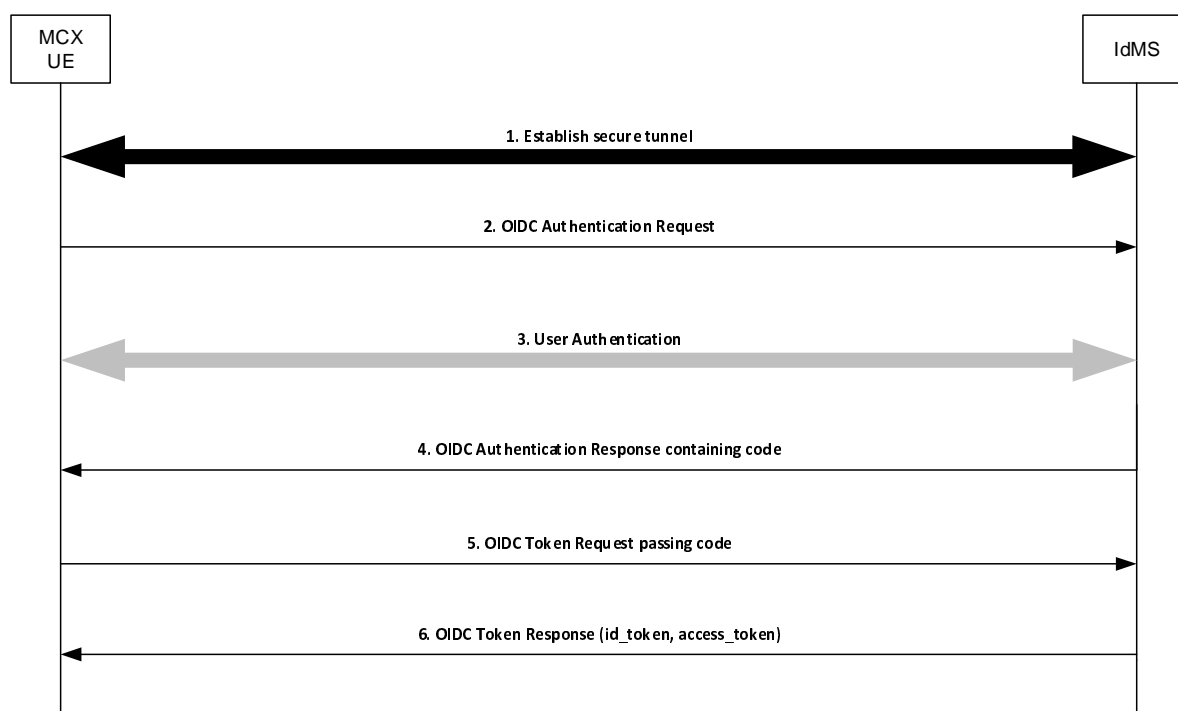 MCX
UE
IdMS
1. Establish secure tunnel
2. OIDC Authentication Request
3. User Authentication
4. OIDC Authentication Response containing code
5. OIDC Token Request passing code
6. OIDC Token Response (id_token, access_token)